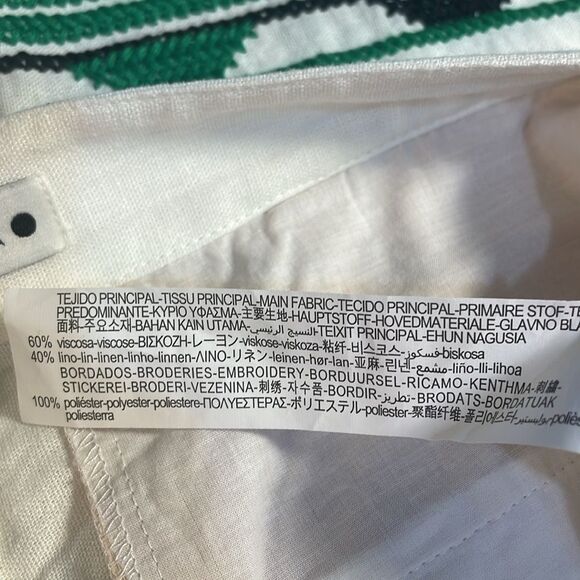 TEJIDO PRINCIPAL-TISSU PRINCIPAL-MAIN FABRIC-TECIDO PRINCIPAL-PRIMAIRE STOF-TE
PREDOMINANTE-ΚΥΡΙΟ ΥΦΑΣΜΑ-主要生地-HAUPTSTOFF-HOVEDMATERIALE-GLAVNO BLA
面料-주요소재-BAHAN KAIN UTAMA-النسيج الرئيسي-TEIXIT PRINCIPAL-EHUN NAGUSIA
60% viscosa-viscose-ΒΙΣΚΟΖΗ-レーヨン-viskose-viskoza-粘纤-비스코스-فسكوز-biskosa
40% lino-lin-linen-linho-linnen-ΛΙΝΟ-リネン-leinen-hør-lan-亚麻-린넨-مشمع-liño-lli-lihoa
BORDADOS-BRODERIES-EMBROIDERY-BORDUURSEL-RICAMO-ΚΕΝΤΗΜΑ-刺繍-
STICKEREI-BRODERI-VEZENINA-刺绣-자수품-BORDIR-تطريز-BRODATS-BORDATUAK
100% poliéster-polyester-poliestere-ΠΟΛΥΕΣΤΕΡΑΣ-ポリエステル-poliester-聚酯纤维-폴리에스터-بوليستير-poliés
poliesterra